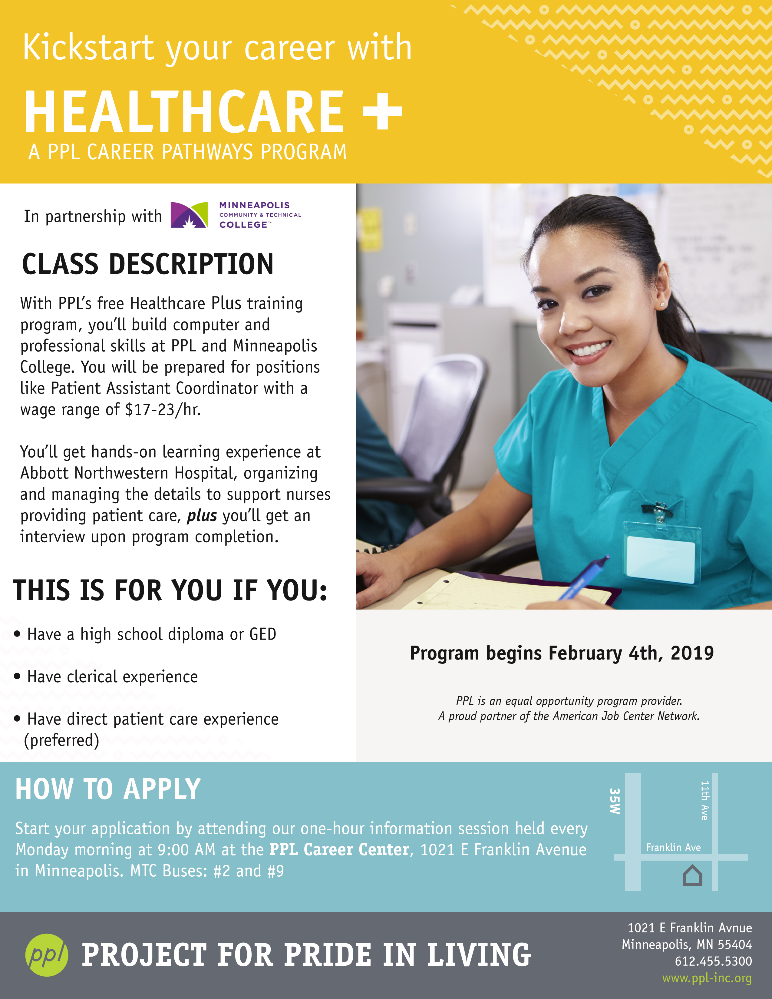 Kickstart your career with
HEALTHCARE +
A PPL CAREER PATHWAYS PROGRAM
In partnership with
MINNEAPOLIS
COMMUNITY & TECHNICAL
COLLEGE™
CLASS DESCRIPTION
With PPL’s free Healthcare Plus training
program, you’ll build computer and
professional skills at PPL and Minneapolis
College. You will be prepared for positions
like Patient Assistant Coordinator with a
wage range of $17-23/hr.
You’ll get hands-on learning experience at
Abbott Northwestern Hospital, organizing
and managing the details to support nurses
providing patient care, plus you’ll get an
interview upon program completion.
THIS IS FOR YOU IF YOU:
• Have a high school diploma or GED
• Have clerical experience
• Have direct patient care experience
(preferred)
Program begins February 4th, 2019
PPL is an equal opportunity program provider.
A proud partner of the American Job Center Network.
HOW TO APPLY
Start your application by attending our one-hour information session held every
Monday morning at 9:00 AM at the PPL Career Center, 1021 E Franklin Avenue
in Minneapolis. MTC Buses: #2 and #9
35W
11th Ave
Franklin Ave
ppl
PROJECT FOR PRIDE IN LIVING
1021 E Franklin Avnue
Minneapolis, MN 55404
612.455.5300
www.ppl-inc.org